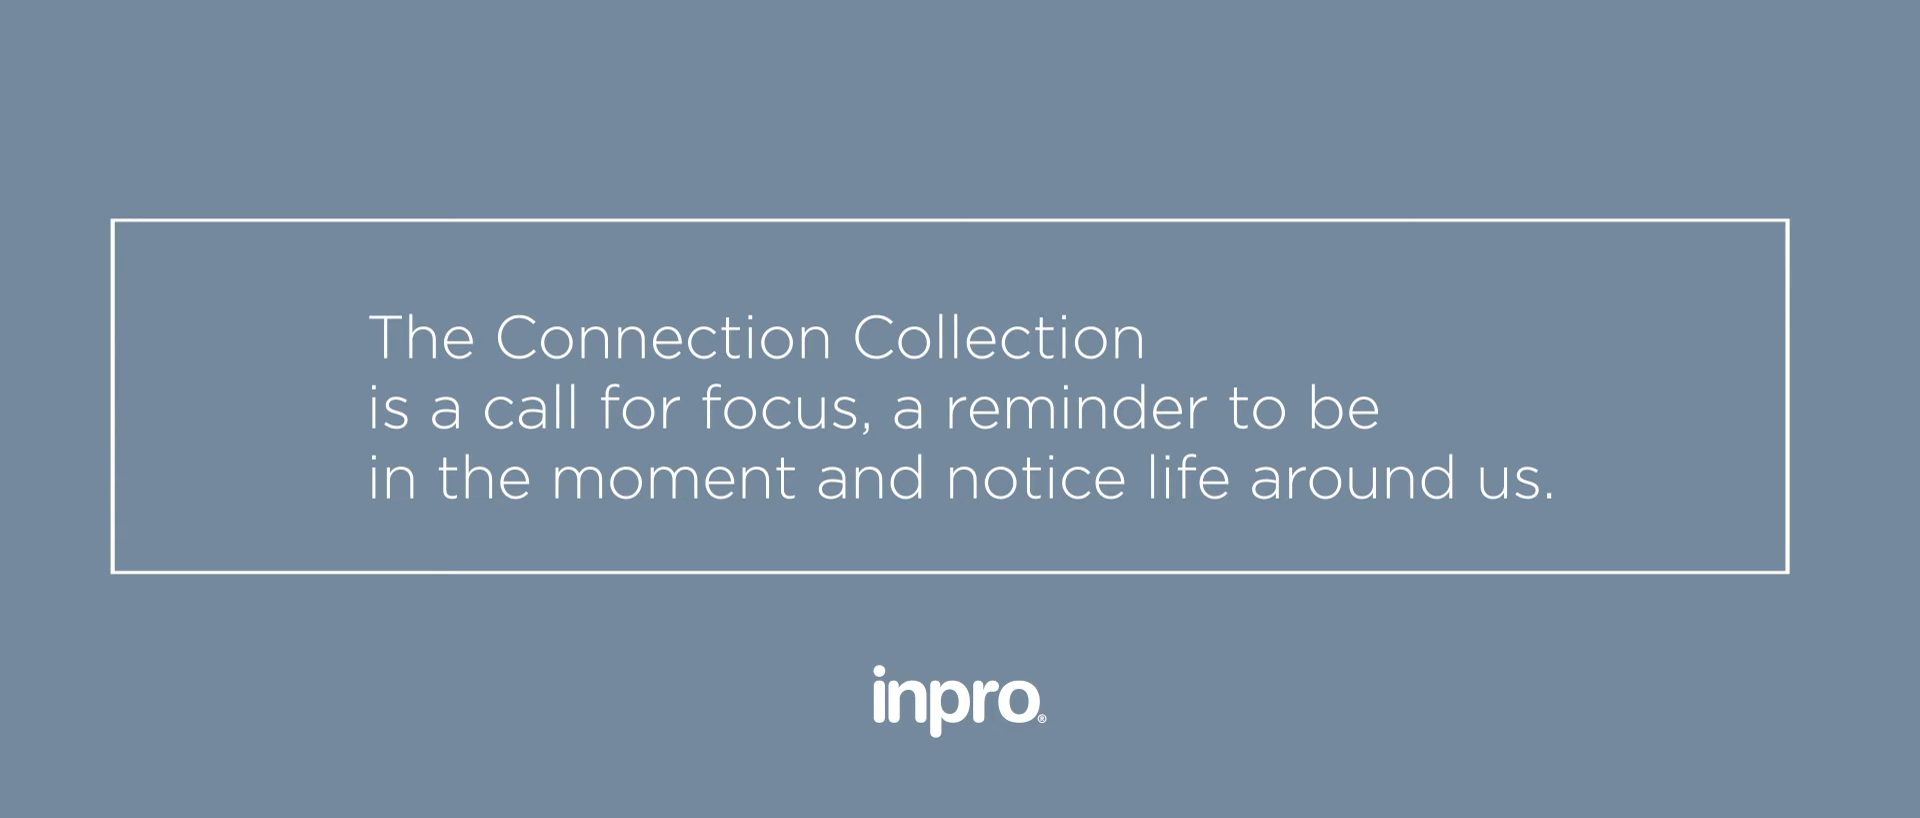 The Connection Collection
is a call for focus, a reminder to be
in the moment and notice life around us.
inpro®